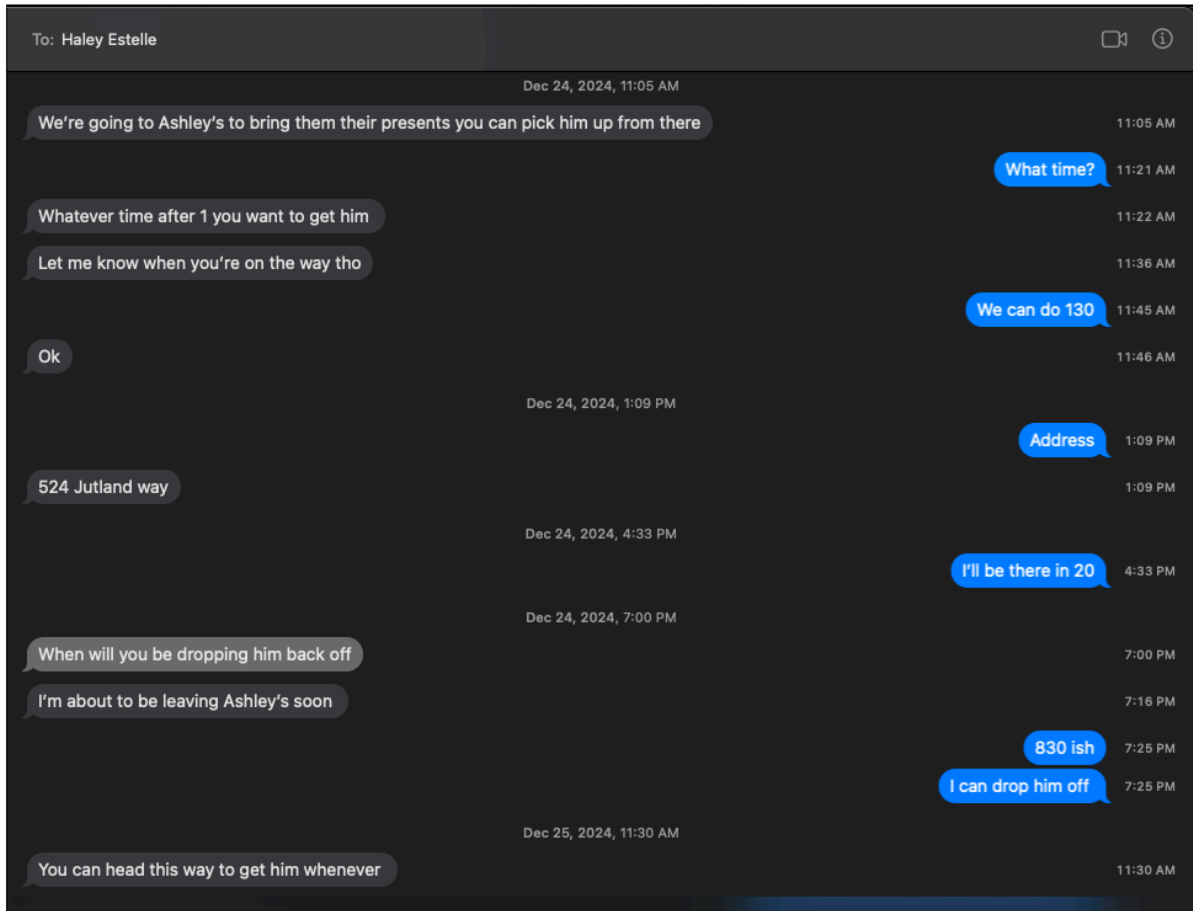 To: Haley Estelle
Dec 24, 2024, 11:05 AM
We're going to Ashley's to bring them their presents you can pick him up from there 11:05 AM
What time? 11:21 AM
Whatever time after 1 you want to get him 11:22 AM
Let me know when you're on the way tho 11:36 AM
We can do 130 11:45 AM
Ok 11:46 AM
Dec 24, 2024, 1:09 PM
Address 1:09 PM
524 Jutland way 1:09 PM
Dec 24, 2024, 4:33 PM
I'll be there in 20 4:33 PM
Dec 24, 2024, 7:00 PM
When will you be dropping him back off 7:00 PM
I'm about to be leaving Ashley's soon 7:16 PM
830 ish 7:25 PM
I can drop him off 7:25 PM
Dec 25, 2024, 11:30 AM
You can head this way to get him whenever 11:30 AM